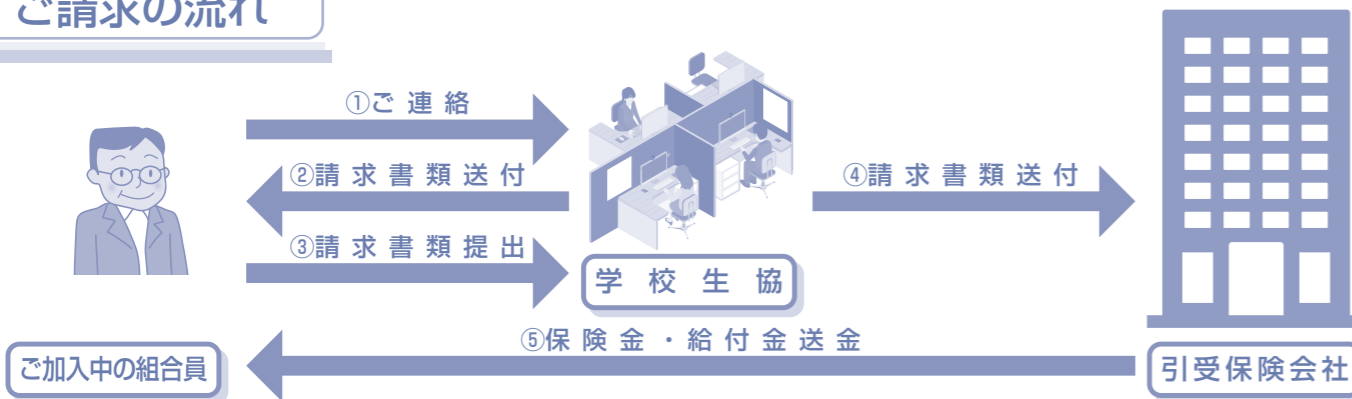 ご請求の流れ
①ご連絡
②請求書類送付
④請求書類送付
③請求書類提出
学校生協
⑤保険金・給付金送金
ご加入中の組合員
引受保険会社